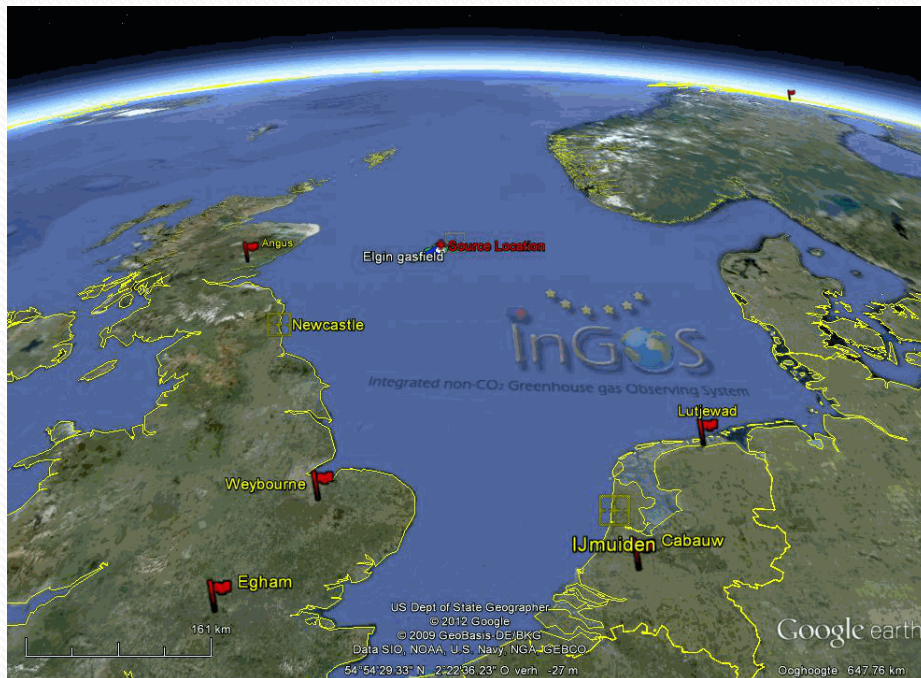 Angus
Source Location
Elgin gasfield
Newcastle
InGOS
Integrated non-CO₂ Greenhouse gas Observing System
Lutjewad
Weybourne
IJmuiden
Cabauw
Egham
161 km
US Dept of State Geographer
© 2012 Google
© 2009 GeoBasis-DE/BKG
Data SIO, NOAA, U.S. Navy, NGA, GEBCO
Google earth
54°54'29.33" N 2°22'36.23" O verh -27 m
Ooghoogte 647.76 km